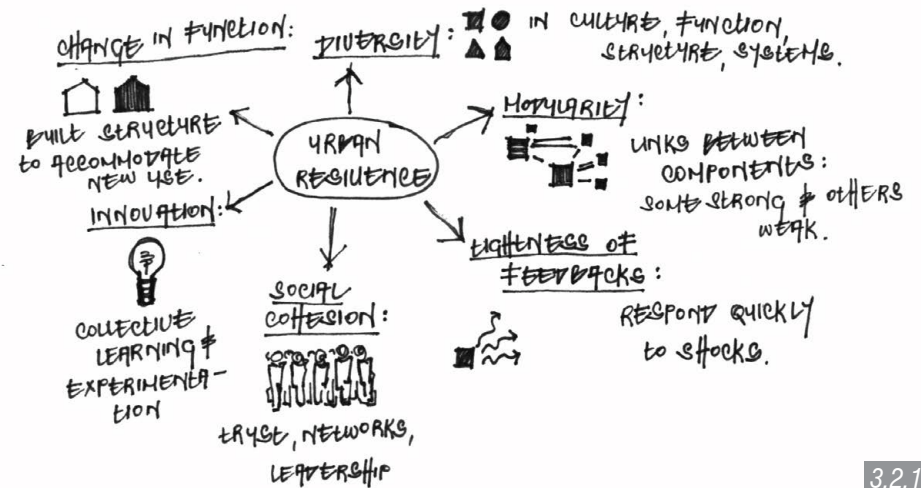 CHANGE IN FUNCTION:
BUILT STRUCTURE
to ACCOMMODATE
NEW USE.
DIVERSITY:
IN CULTURE, FUNCTION,
STRUCTURE, SYSTEMS.
URBAN
RESILIENCE
MODULARITY:
LINKS BETWEEN
COMPONENTS:
SOME STRONG & OTHERS
WEAK.
INNOVATION:
COLLECTIVE
LEARNING &
EXPERIMENTA-
TION
SOCIAL
COHESION:
TRUST, NETWORKS,
LEADERSHIP
TIGHTNESS OF
FEEDBACKS:
RESPOND QUICKLY
to SHOCKS.
3.2.1